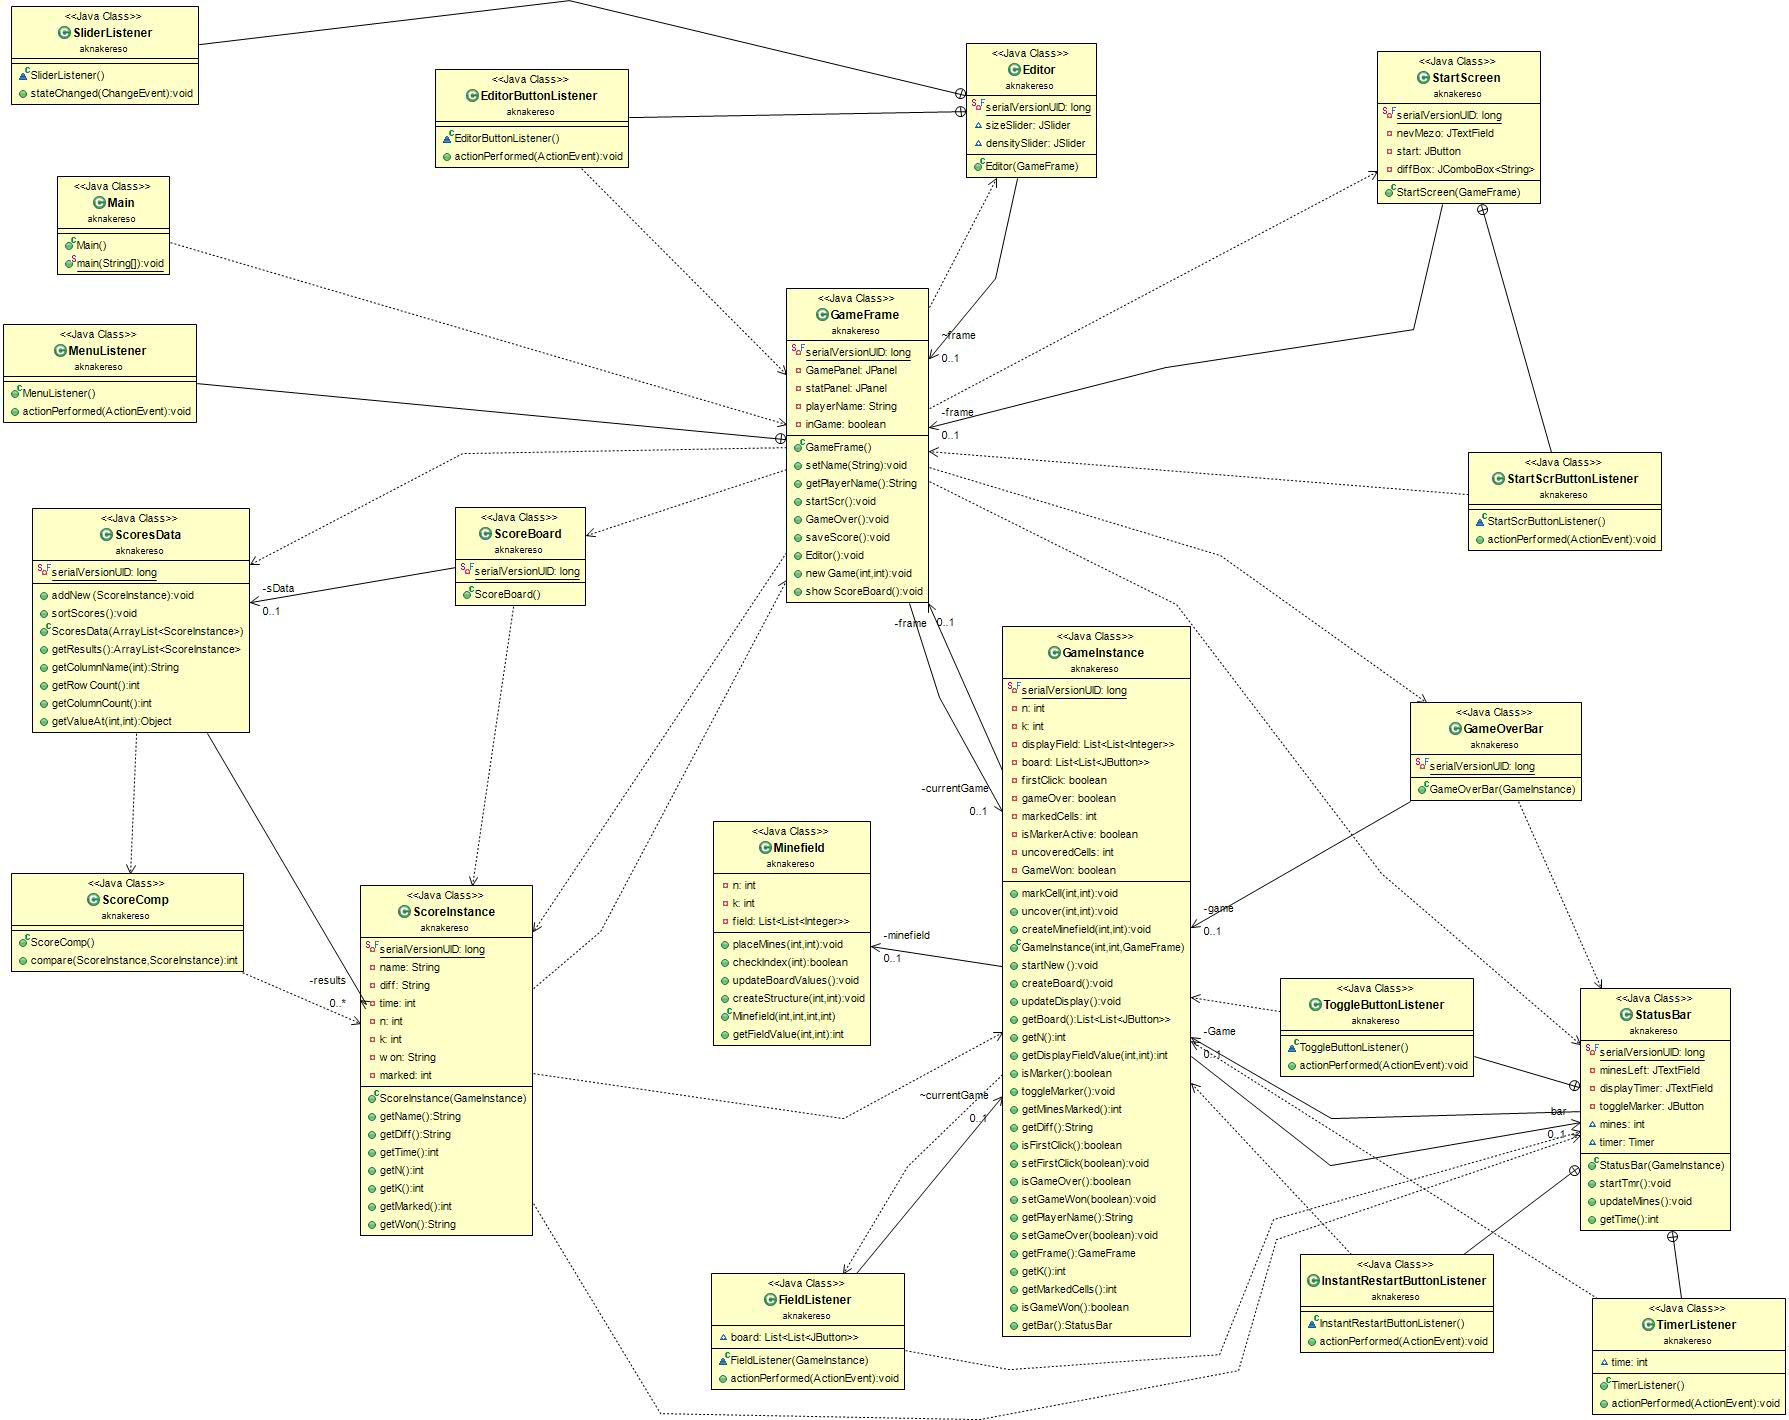 <<Java Class>>
SliderListener
aknakereso
SliderListener()
stateChanged(ChangeEvent):void
<<Java Class>>
EditorButtonListener
aknakereso
EditorButtonListener()
actionPerformed(ActionEvent):void
<<Java Class>>
Editor
aknakereso
serialVersionUID: long
sizeSlider: JSlider
densitySlider: JSlider
Editor(GameFrame)
<<Java Class>>
StartScreen
aknakereso
serialVersionUID: long
nevMezo: JTextField
start: JButton
diffBox: JComboBox<String>
StartScreen(GameFrame)
<<Java Class>>
Main
aknakereso
Main()
main(String[]):void
<<Java Class>>
MenuListener
aknakereso
MenuListener()
actionPerformed(ActionEvent):void
<<Java Class>>
GameFrame
aknakereso
serialVersionUID: long
GamePanel: JPanel
statPanel: JPanel
playerName: String
inGame: boolean
GameFrame()
setName(String):void
getPlayerName():String
startScr():void
GameOver():void
saveScore():void
Editor():void
newGame(int,int):void
showScoreBoard():void
~frame
0..1
-frame
0..1
<<Java Class>>
StartScrButtonListener
aknakereso
StartScrButtonListener()
actionPerformed(ActionEvent):void
<<Java Class>>
ScoresData
aknakereso
serialVersionUID: long
addNew(ScoreInstance):void
sortScores():void
ScoresData(ArrayList<ScoreInstance>)
getResults():ArrayList<ScoreInstance>
getColumnName(int):String
getRowCount():int
getColumnCount():int
getValueAt(int,int):Object
-sData
0..1
<<Java Class>>
ScoreBoard
aknakereso
serialVersionUID: long
ScoreBoard()
-frame
0..1
-currentGame
0..1
<<Java Class>>
GameInstance
aknakereso
serialVersionUID: long
n: int
k: int
displayField: List<List<Integer>>
board: List<List<JButton>>
firstClick: boolean
gameOver: boolean
markedCells: int
isMarkerActive: boolean
uncoveredCells: int
GameWon: boolean
markCell(int,int):void
uncover(int,int):void
createMinefield(int,int):void
GameInstance(int,int,GameFrame)
startNew():void
createBoard():void
updateDisplay():void
getBoard():List<List<JButton>>
getN():int
getDisplayFieldValue(int,int):int
isMarker():boolean
toggleMarker():void
getMinesMarked():int
getDiff():String
isFirstClick():boolean
setFirstClick(boolean):void
isGameOver():boolean
setGameWon(boolean):void
getPlayerName():String
setGameOver(boolean):void
getFrame():GameFrame
getK():int
getMarkedCells():int
isGameWon():boolean
getBar():StatusBar
<<Java Class>>
GameOverBar
aknakereso
serialVersionUID: long
GameOverBar(GameInstance)
-game
0..1
<<Java Class>>
Minefield
aknakereso
n: int
k: int
field: List<List<Integer>>
placeMines(int,int):void
checkIndex(int):boolean
updateBoardValues():void
createStructure(int,int):void
Minefield(int,int,int,int)
getFieldValue(int,int):int
-minefield
0..1
<<Java Class>>
ScoreComp
aknakereso
ScoreComp()
compare(ScoreInstance,ScoreInstance):int
-results
0..*
<<Java Class>>
ScoreInstance
aknakereso
serialVersionUID: long
name: String
diff: String
time: int
n: int
k: int
won: String
marked: int
ScoreInstance(GameInstance)
getName():String
getDiff():String
getTime():int
getN():int
getK():int
getMarked():int
getWon():String
<<Java Class>>
ToggleButtonListener
aknakereso
ToggleButtonListener()
actionPerformed(ActionEvent):void
-Game
0..1
<<Java Class>>
StatusBar
aknakereso
serialVersionUID: long
minesLeft: JTextField
displayTimer: JTextField
toggleMarker: JButton
mines: int
timer: Timer
StatusBar(GameInstance)
startTmr():void
updateMines():void
getTime():int
bar
0..1
~currentGame
0..1
<<Java Class>>
FieldListener
aknakereso
board: List<List<JButton>>
FieldListener(GameInstance)
actionPerformed(ActionEvent):void
<<Java Class>>
InstantRestartButtonListener
aknakereso
InstantRestartButtonListener()
actionPerformed(ActionEvent):void
<<Java Class>>
TimerListener
aknakereso
time: int
TimerListener()
actionPerformed(ActionEvent):void